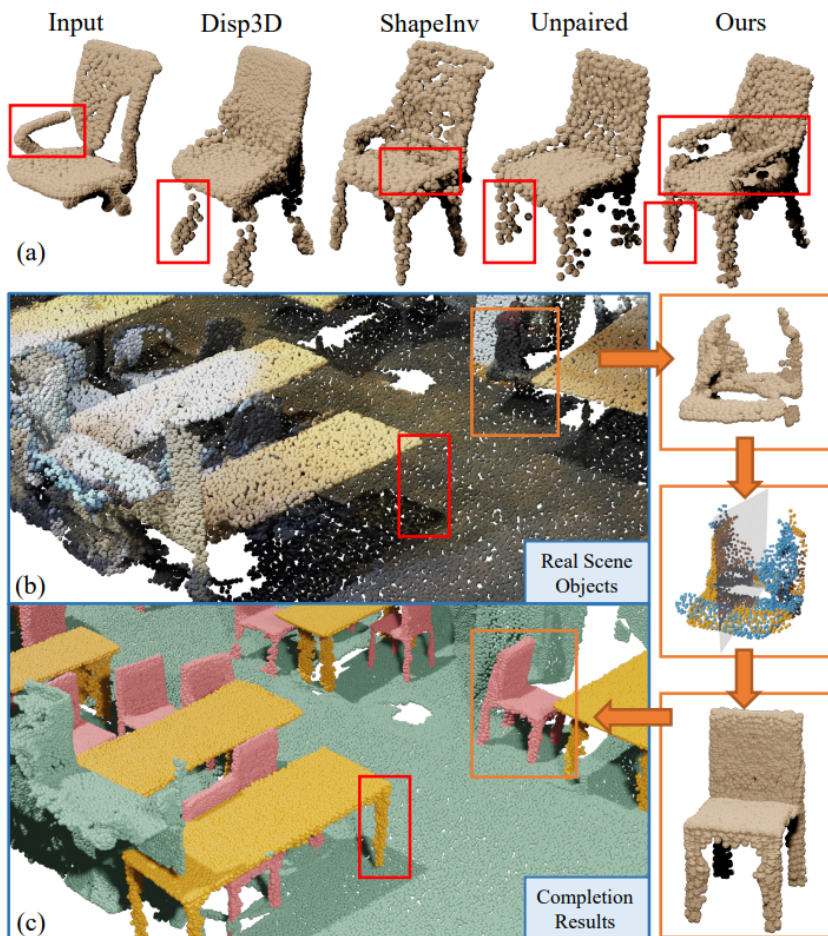 Input Disp3D ShapeInv Unpaired Ours
(a)
(b)
Real Scene
Objects
(c)
Completion
Results